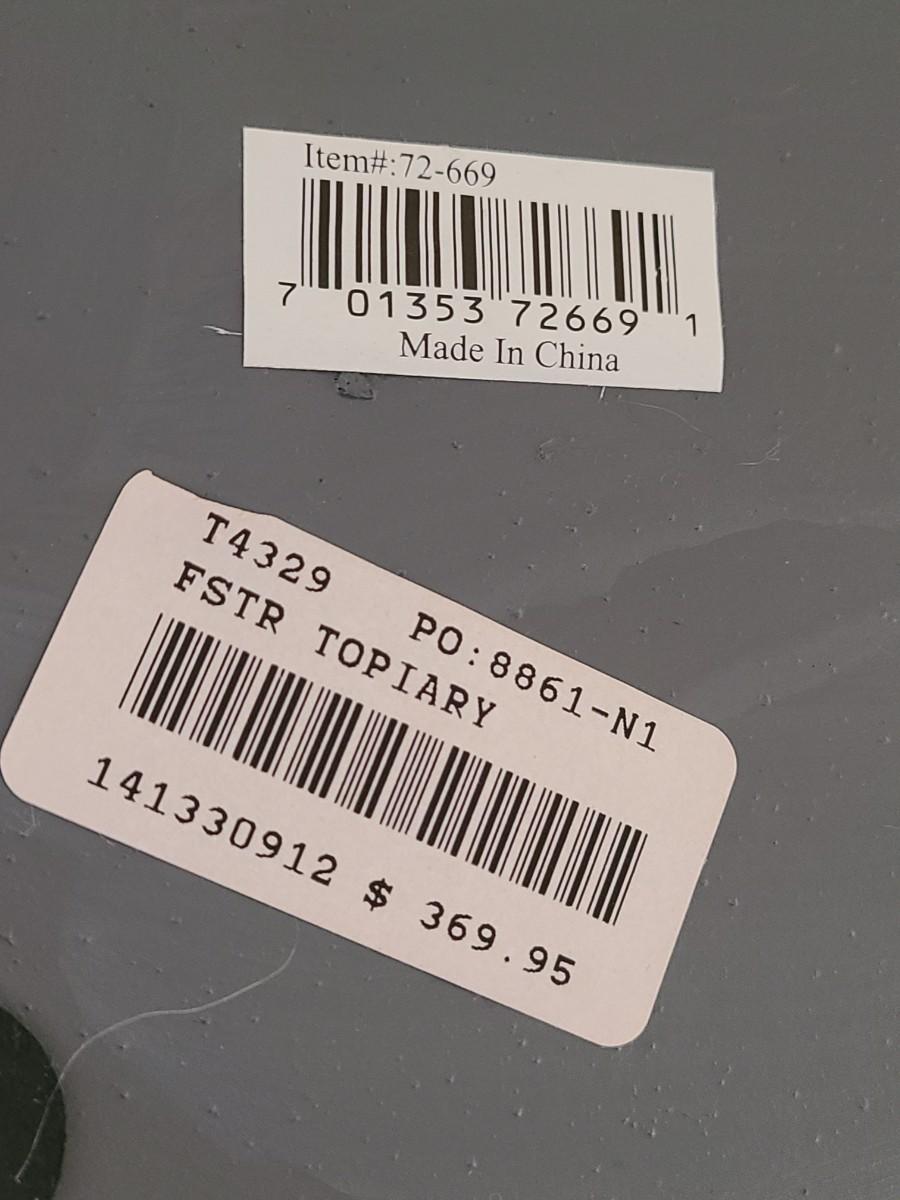 Item#:72-669
7 01353 72669 1
Made In China
T4329 PO:8861-N1
FSTR TOPIARY
141330912 $ 369.95